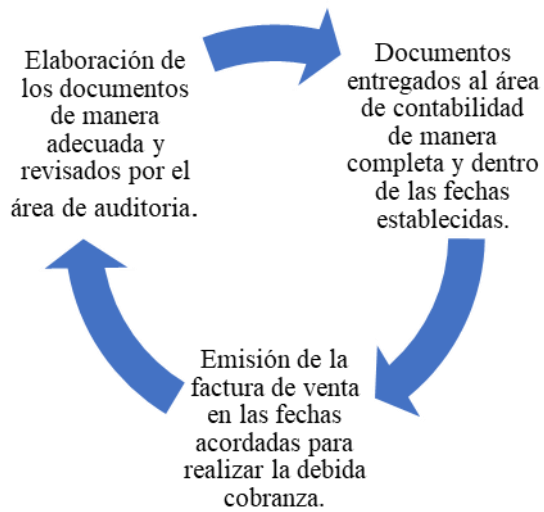 Elaboración de
los documentos
de manera
adecuada y
revisados por el
área de auditoria.
Documentos
entregados al área
de contabilidad
de manera
completa y dentro
de las fechas
establecidas.
Emisión de la
factura de venta
en las fechas
acordadas para
realizar la debida
cobranza.